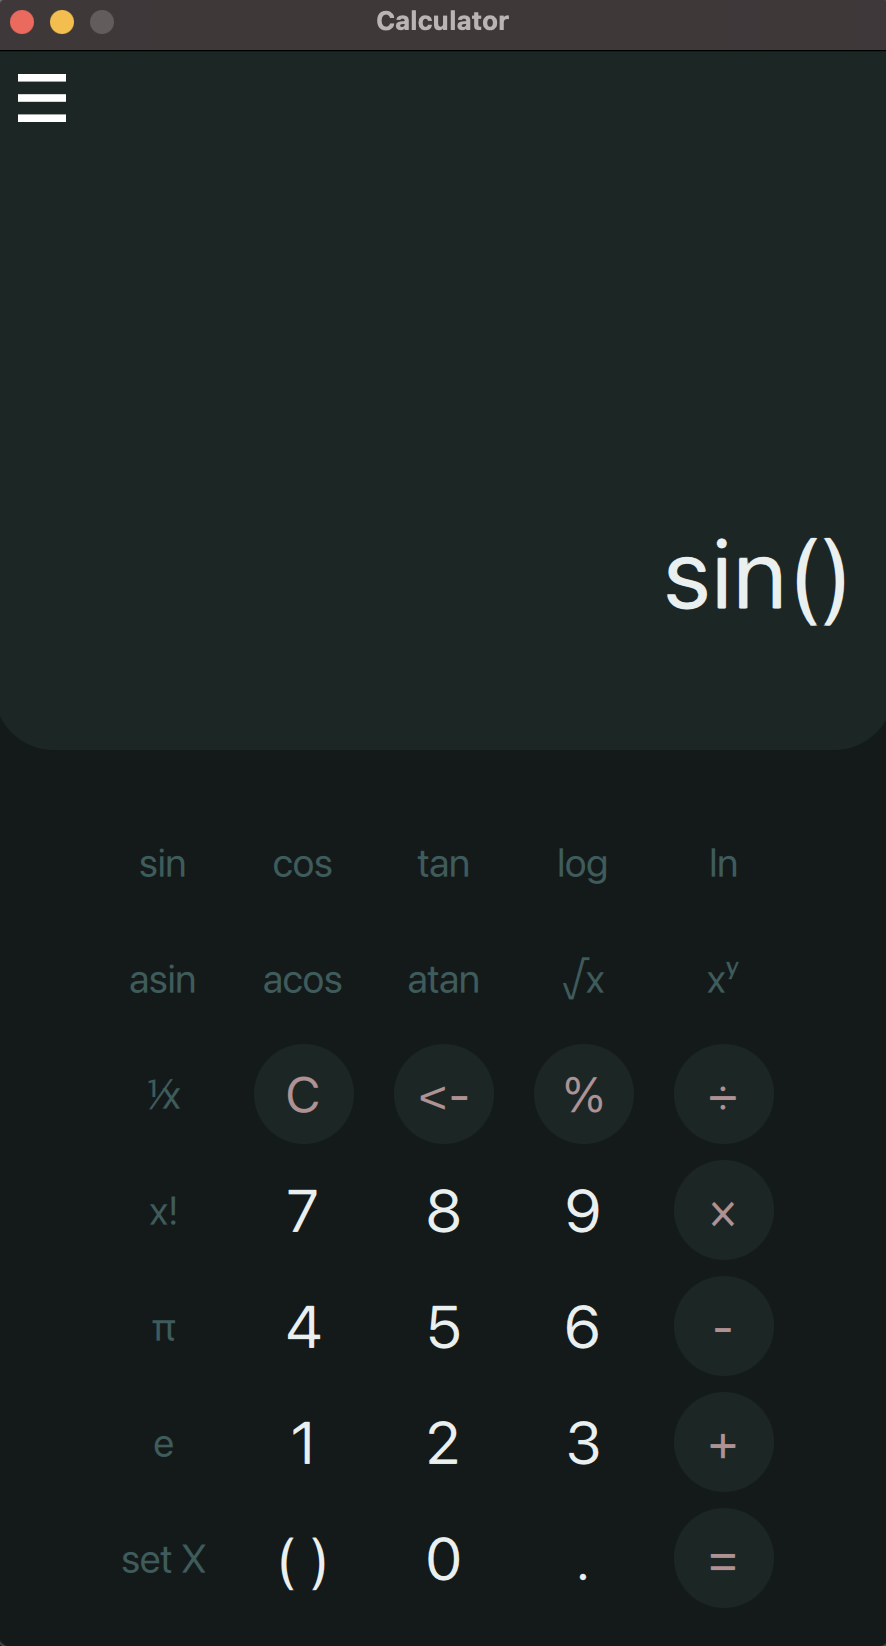 Calculator
sin()
sin cos tan log ln
asin acos atan √x xʸ
⅟x C <- % ÷
x! 7 8 9 ×
π 4 5 6 -
e 1 2 3 +
set X ( ) 0 . =